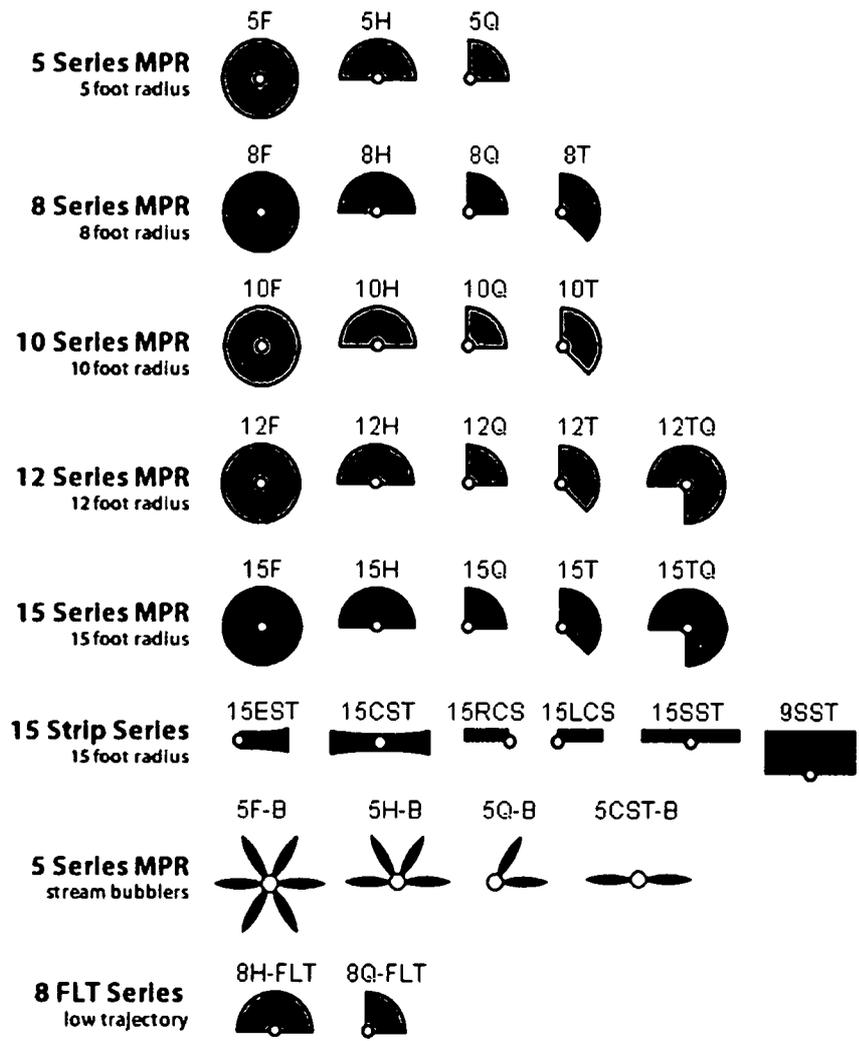 5F 5H 5Q
5 Series MPR
5 foot radius
8F 8H 8Q 8T
8 Series MPR
8 foot radius
10F 10H 10Q 10T
10 Series MPR
10 foot radius
12F 12H 12Q 12T 12TQ
12 Series MPR
12 foot radius
15F 15H 15Q 15T 15TQ
15 Series MPR
15 foot radius
15EST 15CST 15RCS 15LCS 15SST 9SST
15 Strip Series
15 foot radius
5F-B 5H-B 5Q-B 5CST-B
5 Series MPR
stream bubblers
8H-FLT 8Q-FLT
8 FLT Series
low trajectory